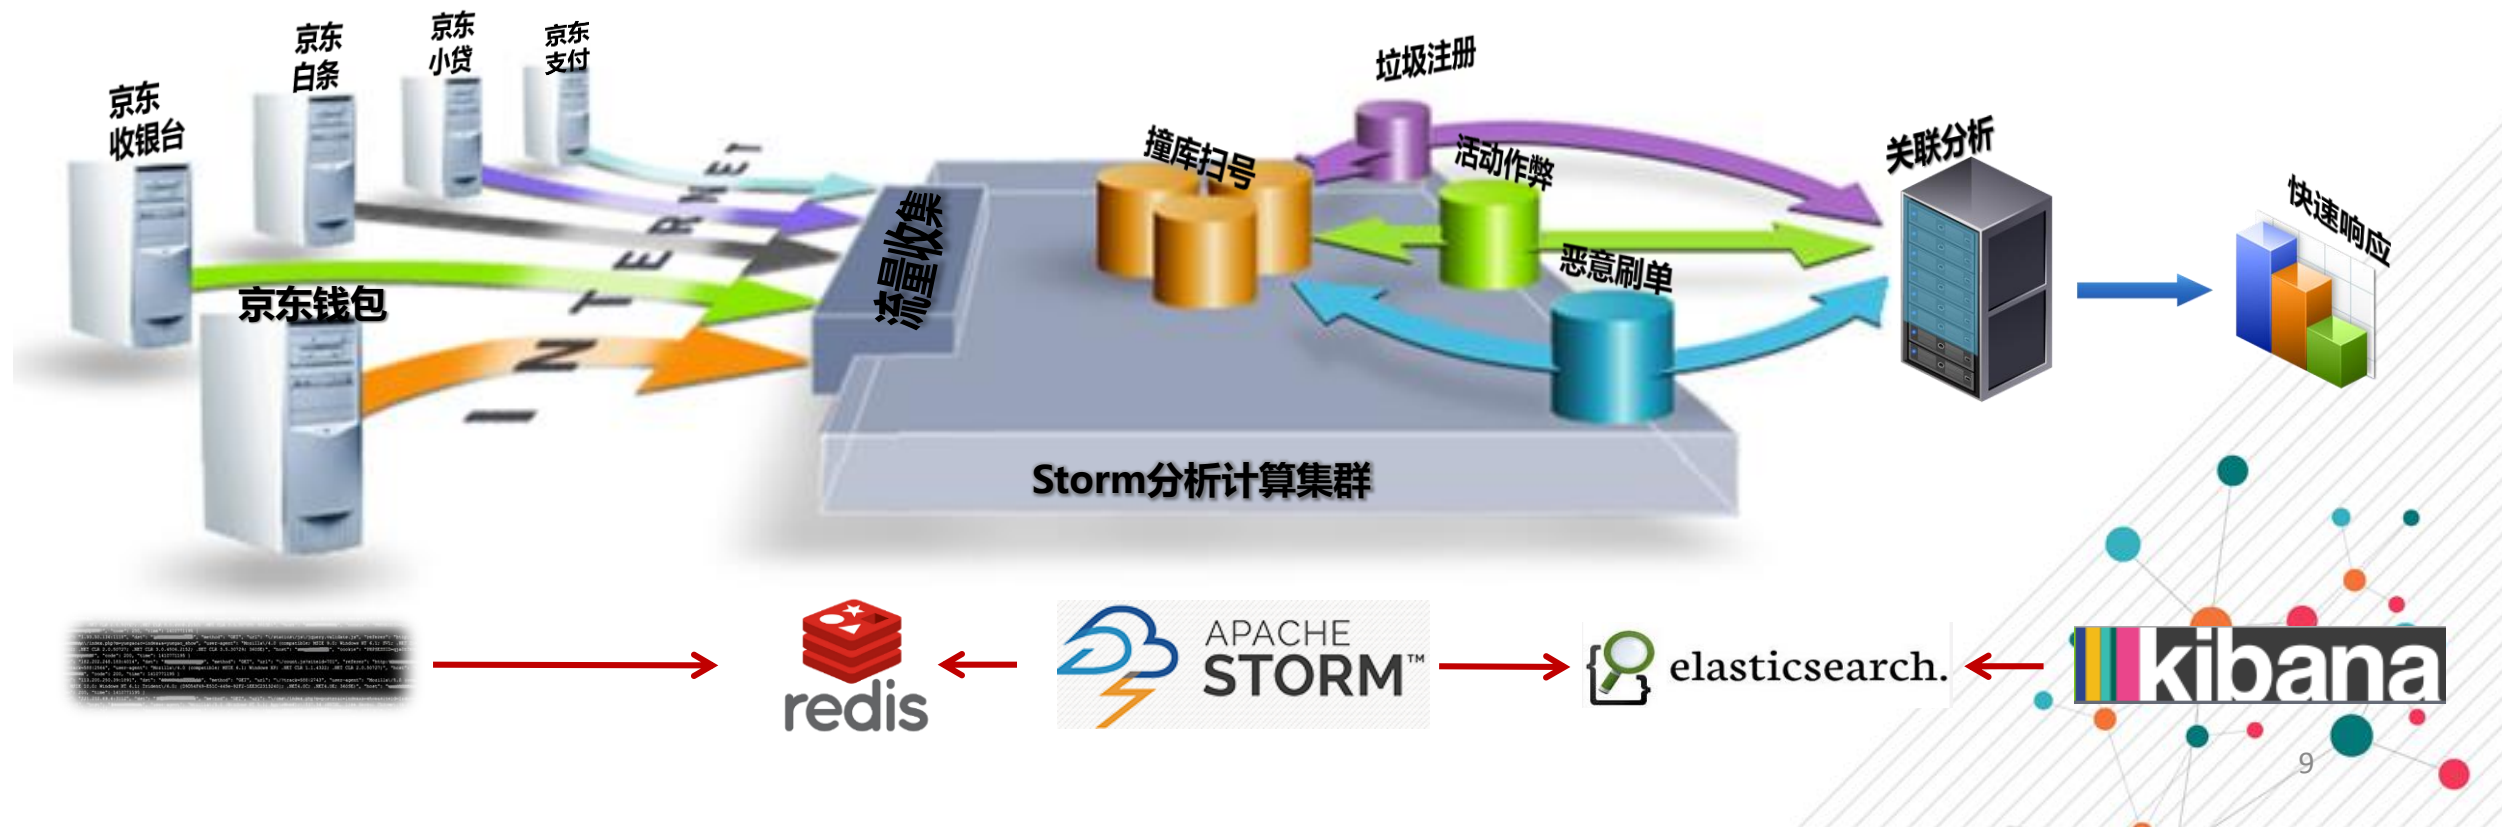 京东
收银台
京东
白条
京东
小贷
京东
支付
京东钱包
INTERNET
流量收集
撞库扫号
垃圾注册
活动作弊
恶意刷单
关联分析
快速响应
Storm分析计算集群
redis
APACHE
STORM™
elasticsearch.
kibana
9